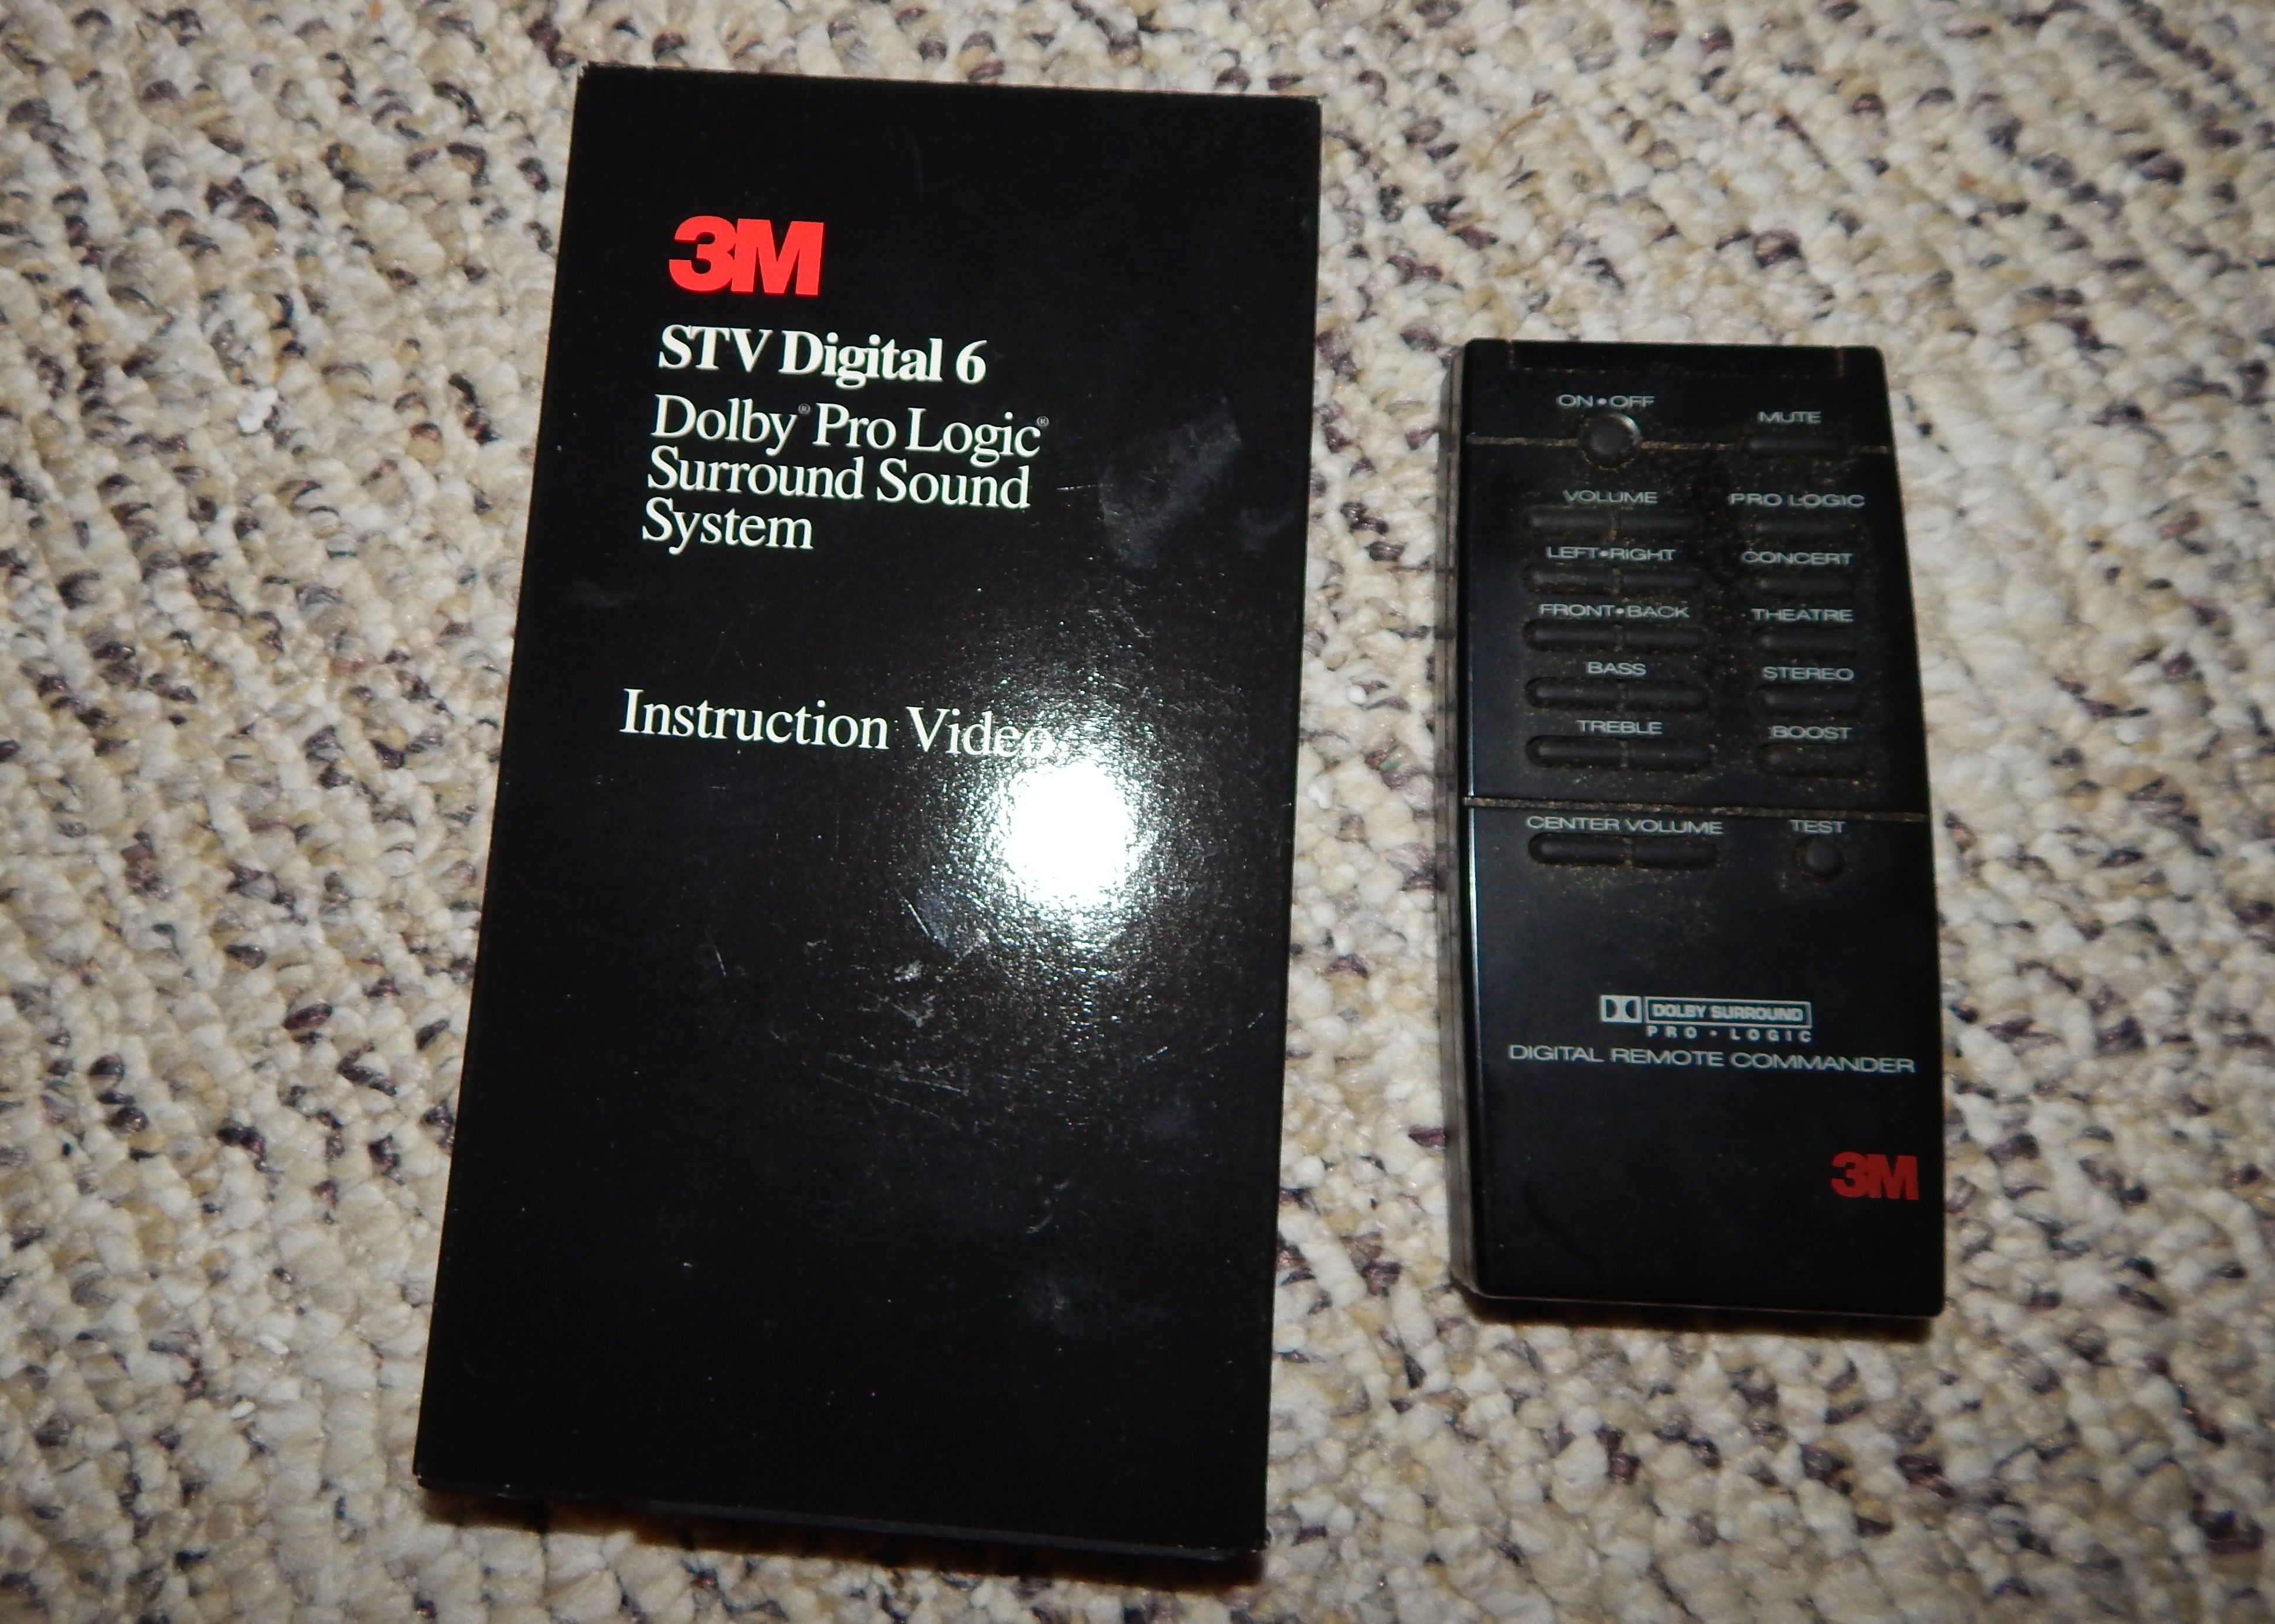 3M
STV Digital 6
Dolby® Pro Logic®
Surround Sound
System
Instruction Video
ON•OFF
MUTE
VOLUME
PRO LOGIC
LEFT•RIGHT
CONCERT
FRONT•BACK
THEATRE
BASS
STEREO
TREBLE
BOOST
CENTER VOLUME
TEST
DOLBY SURROUND
PRO•LOGIC
DIGITAL REMOTE COMMANDER
3M